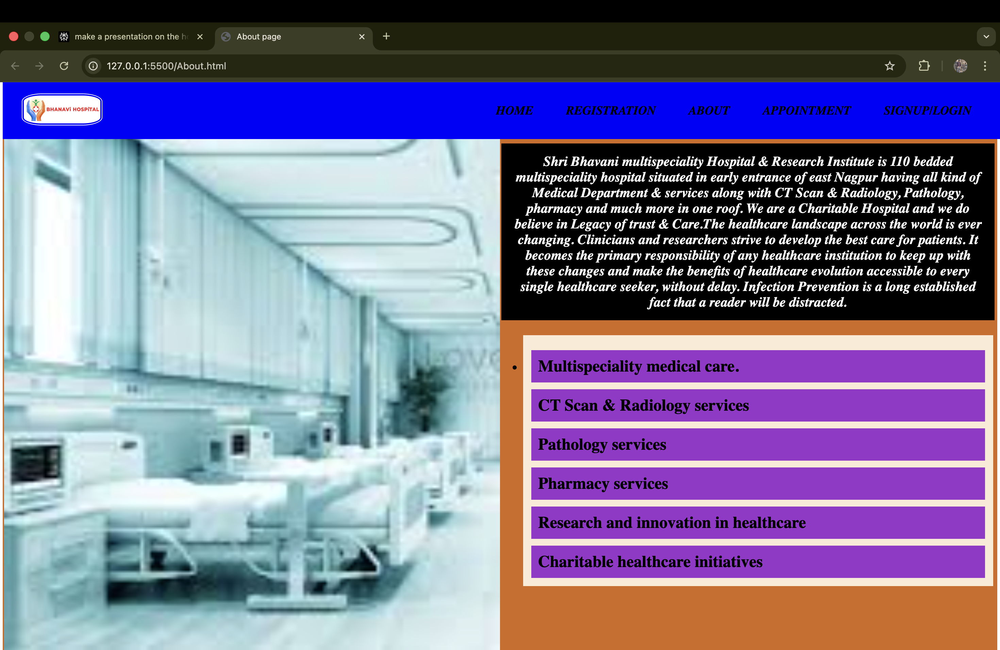 make a presentation on the h
About page
127.0.0.1:5500/About.html
BHANAVi HOSPiTAL
HOME REGISTRATION ABOUT APPOINTMENT SIGNUP/LOGIN
Shri Bhavani multispeciality Hospital & Research Institute is 110 bedded
multispeciality hospital situated in early entrance of east Nagpur having all kind of
Medical Department & services along with CT Scan & Radiology, Pathology,
pharmacy and much more in one roof. We are a Charitable Hospital and we do
believe in Legacy of trust & Care.The healthcare landscape across the world is ever
changing. Clinicians and researchers strive to develop the best care for patients. It
becomes the primary responsibility of any healthcare institution to keep up with
these changes and make the benefits of healthcare evolution accessible to every
single healthcare seeker, without delay. Infection Prevention is a long established
fact that a reader will be distracted.
• Multispeciality medical care.
CT Scan & Radiology services
Pathology services
Pharmacy services
Research and innovation in healthcare
Charitable healthcare initiatives